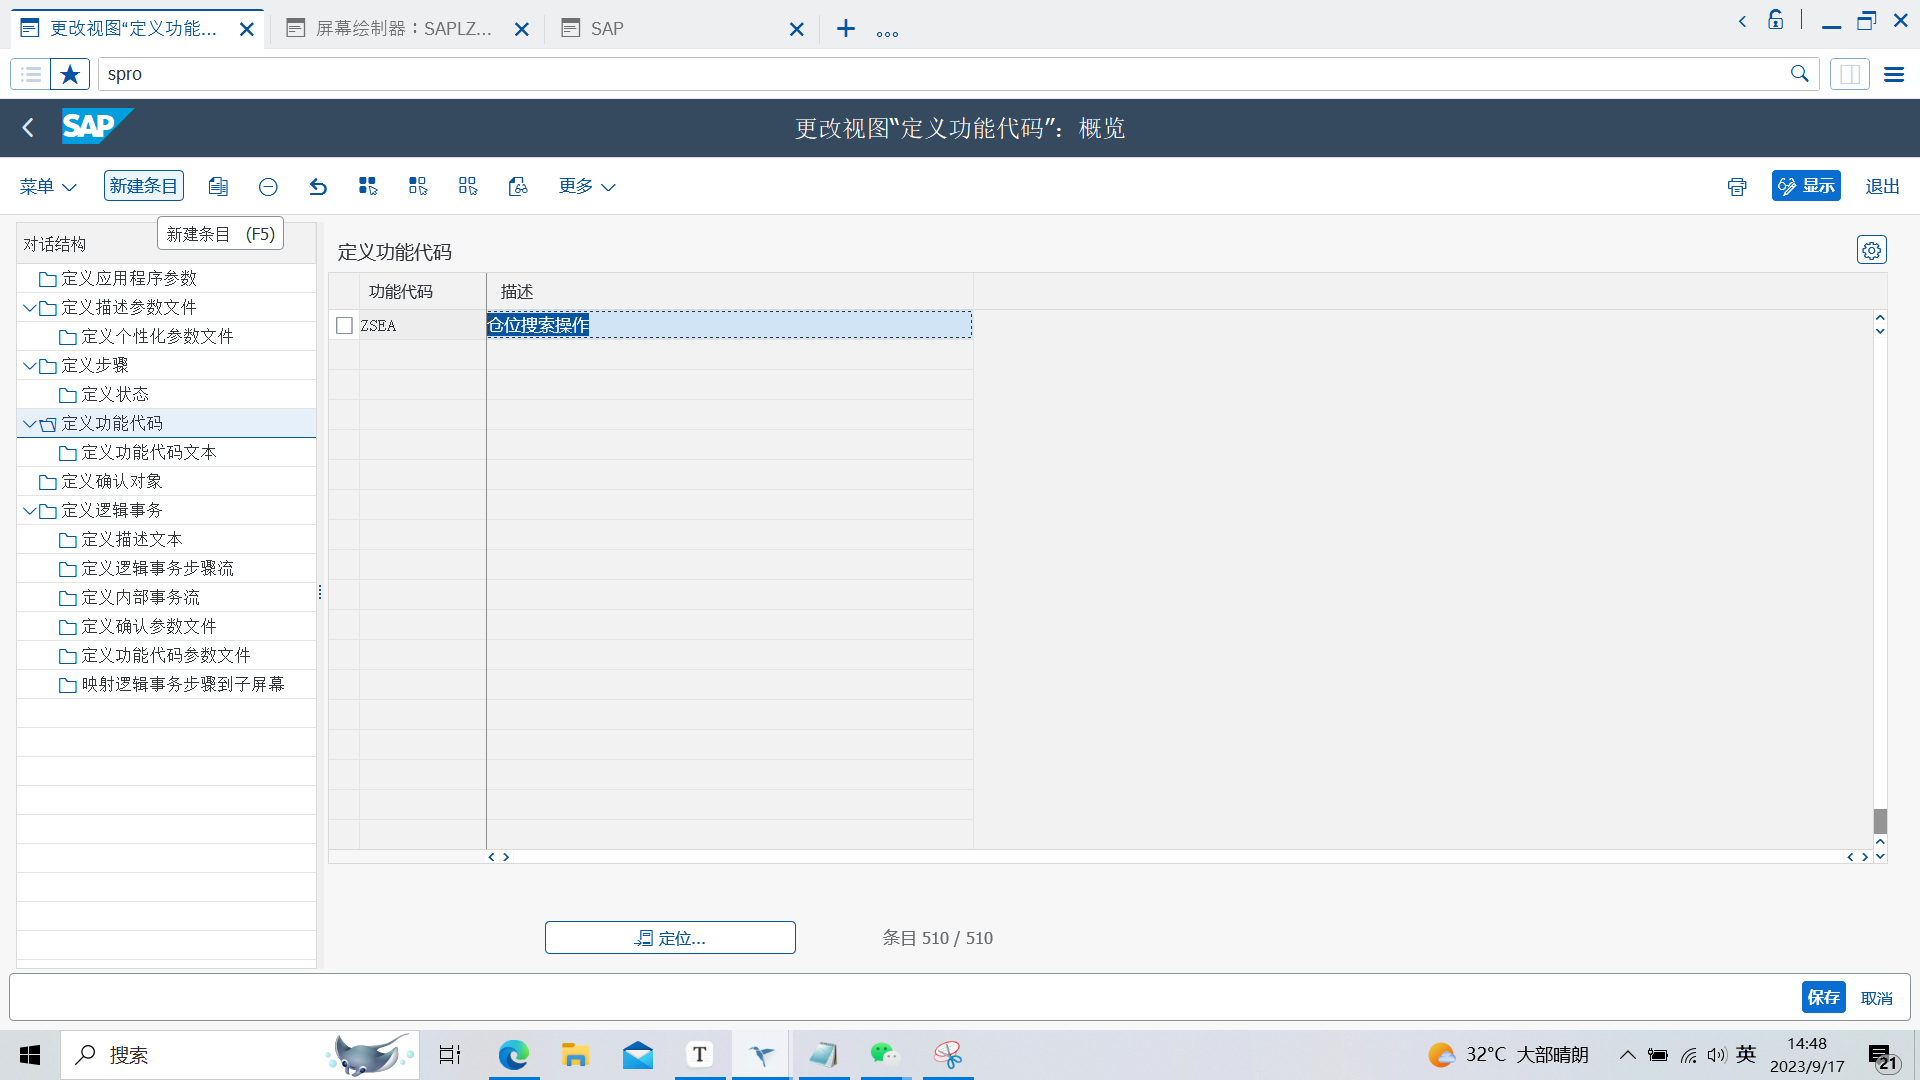 更改视图“定义功能...
屏幕绘制器：SAPLZ...
SAP
spro
SAP
更改视图“定义功能代码”：概览
菜单
新建条目
更多
显示
退出
新建条目 (F5)
对话结构
定义应用程序参数
定义描述参数文件
定义个性化参数文件
定义步骤
定义状态
定义功能代码
定义功能代码文本
定义确认对象
定义逻辑事务
定义描述文本
定义逻辑事务步骤流
定义内部事务流
定义确认参数文件
定义功能代码参数文件
映射逻辑事务步骤到子屏幕
定义功能代码
功能代码 描述
ZSEA 仓位搜索操作
定位...
条目 510 / 510
保存
取消
搜索
T
32°C 大部晴朗
英
14:48
2023/9/17
21